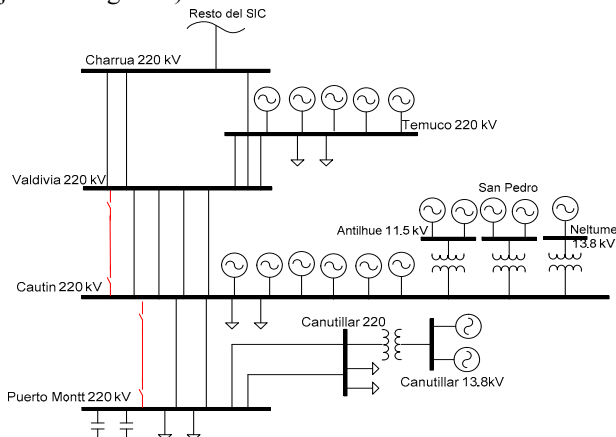 Resto del SIC
Charrua 220 kV
Temuco 220 kV
Valdivia 220 kV
San Pedro
Antilhue 11.5 kV
Neltume
13.8 kV
Cautin 220 kV
Canutillar 220
Canutillar 13.8kV
Puerto Montt 220 kV